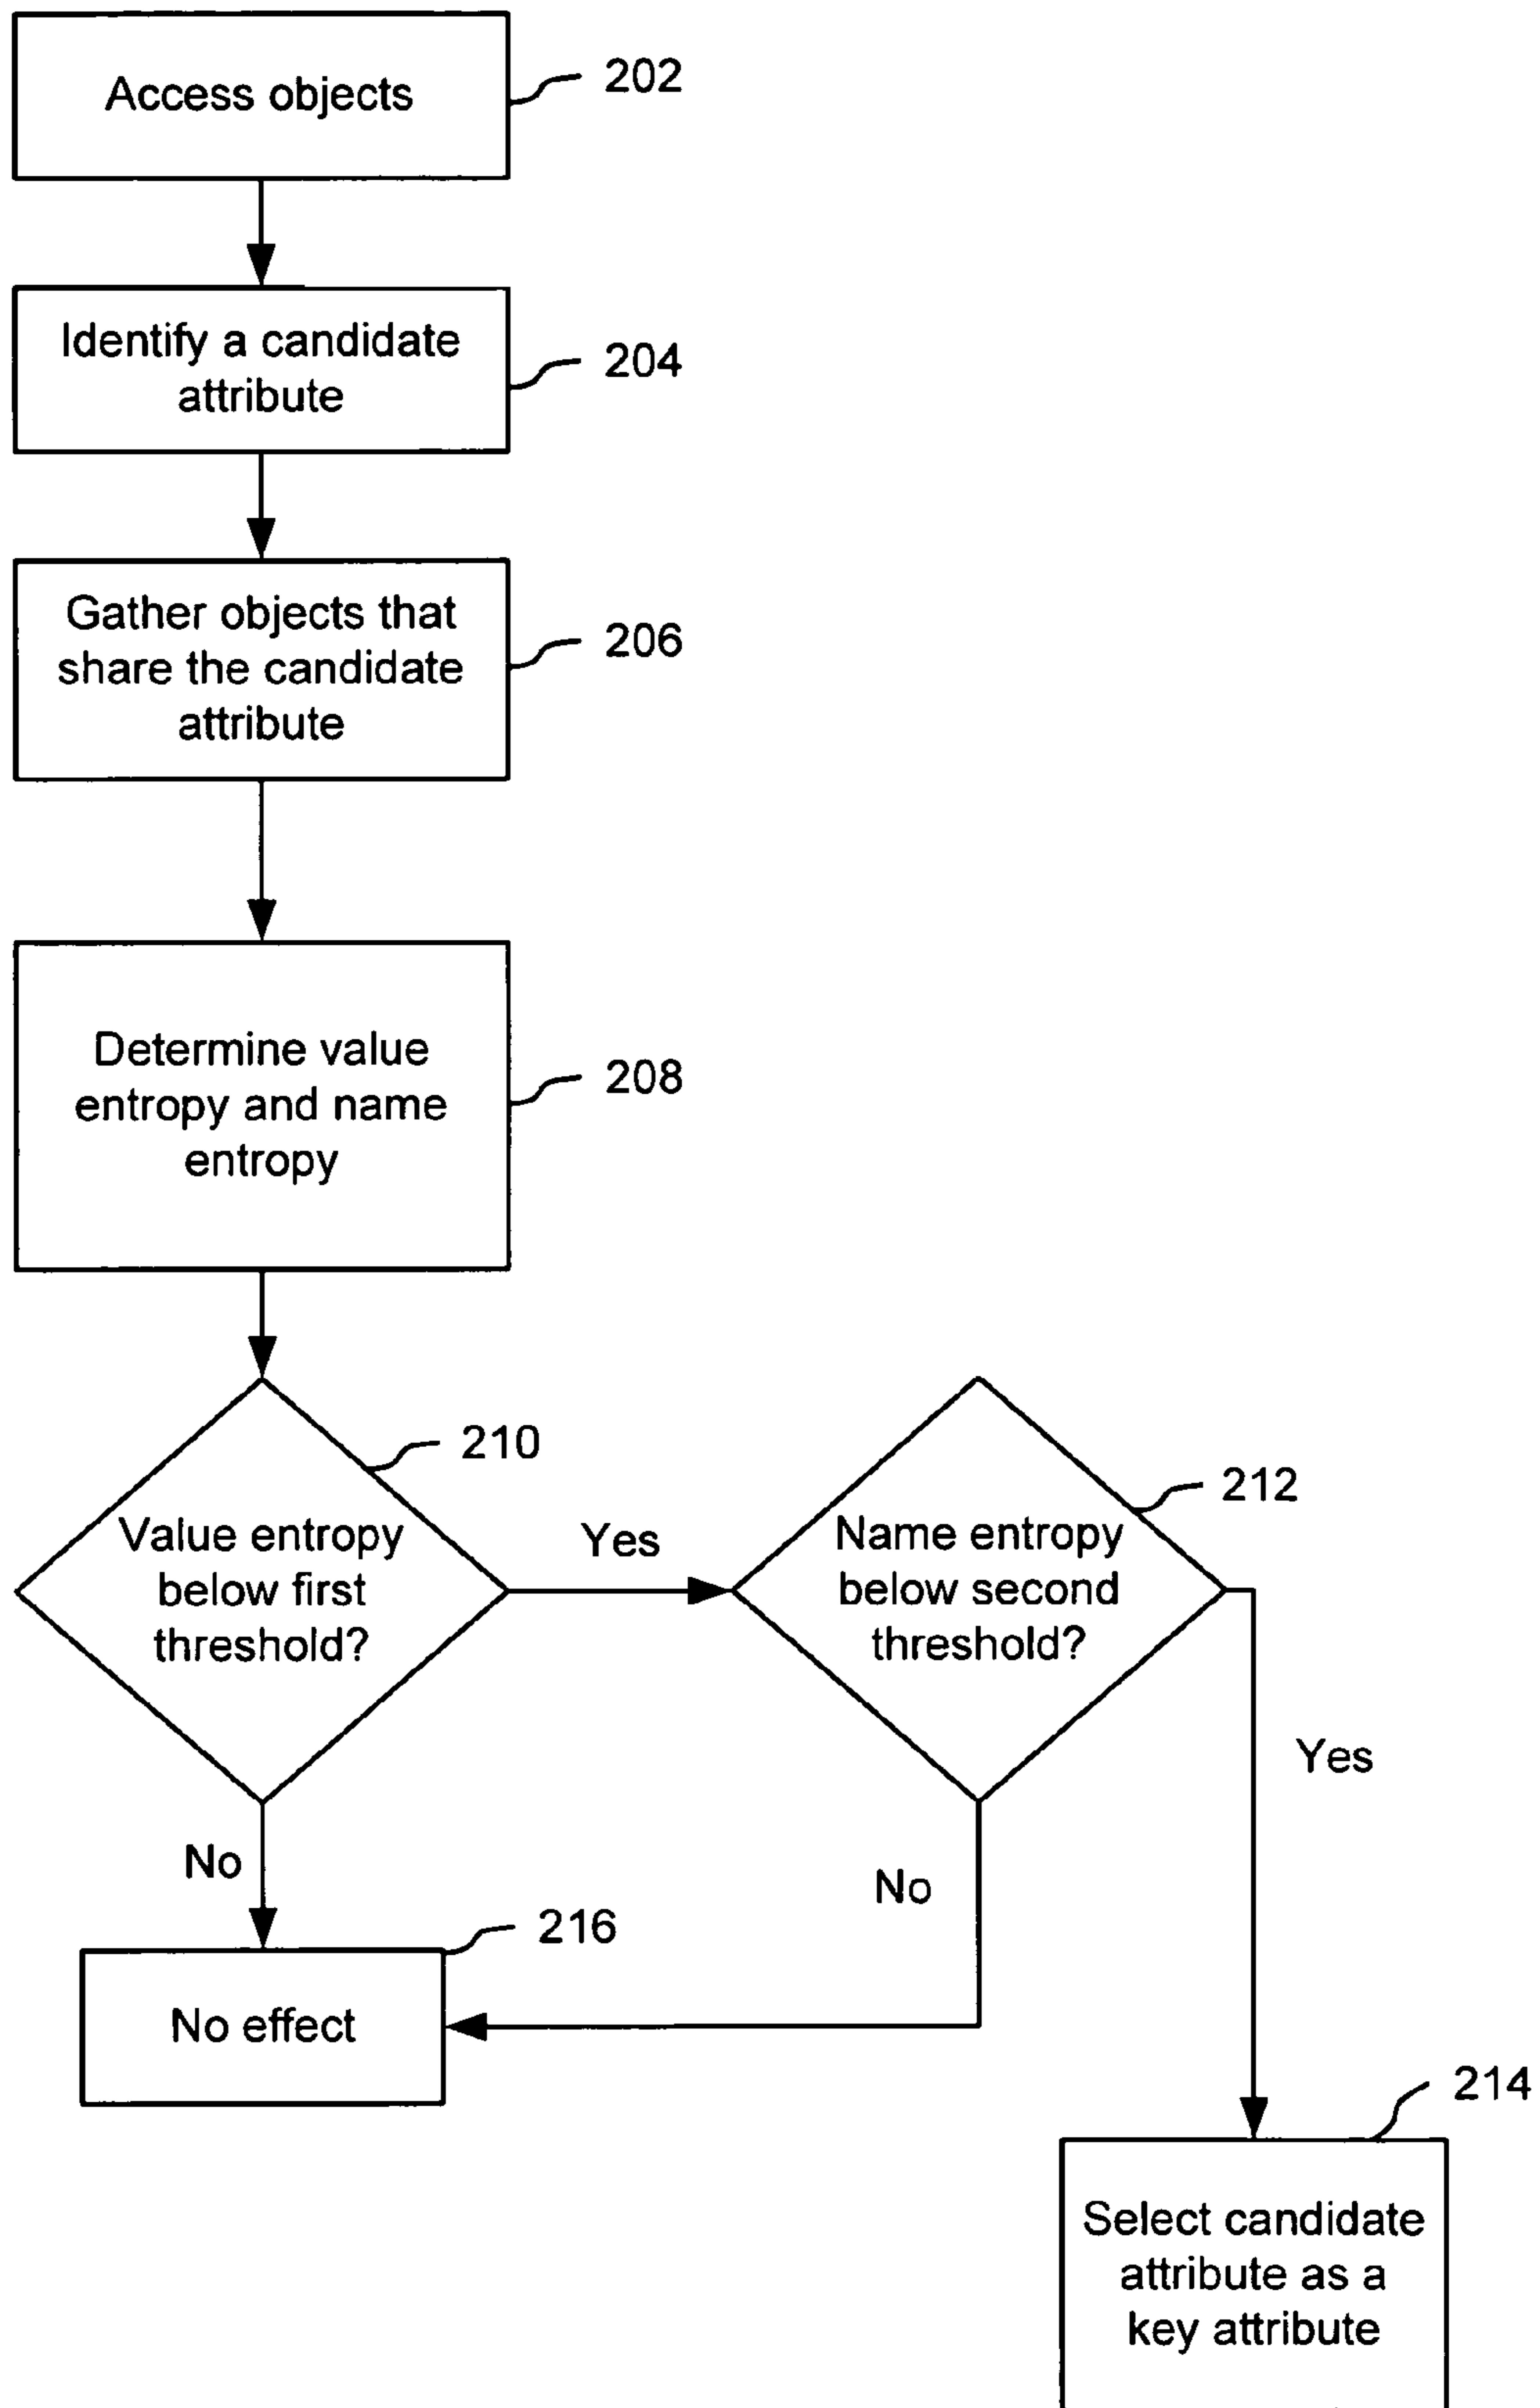 Access objects
202
Identify a candidate
attribute
204
Gather objects that
share the candidate
attribute
206
Determine value
entropy and name
entropy
208
210
Value entropy
below first
threshold?
Yes
212
Name entropy
below second
threshold?
Yes
No
No
216
No effect
214
Select candidate
attribute as a
key attribute